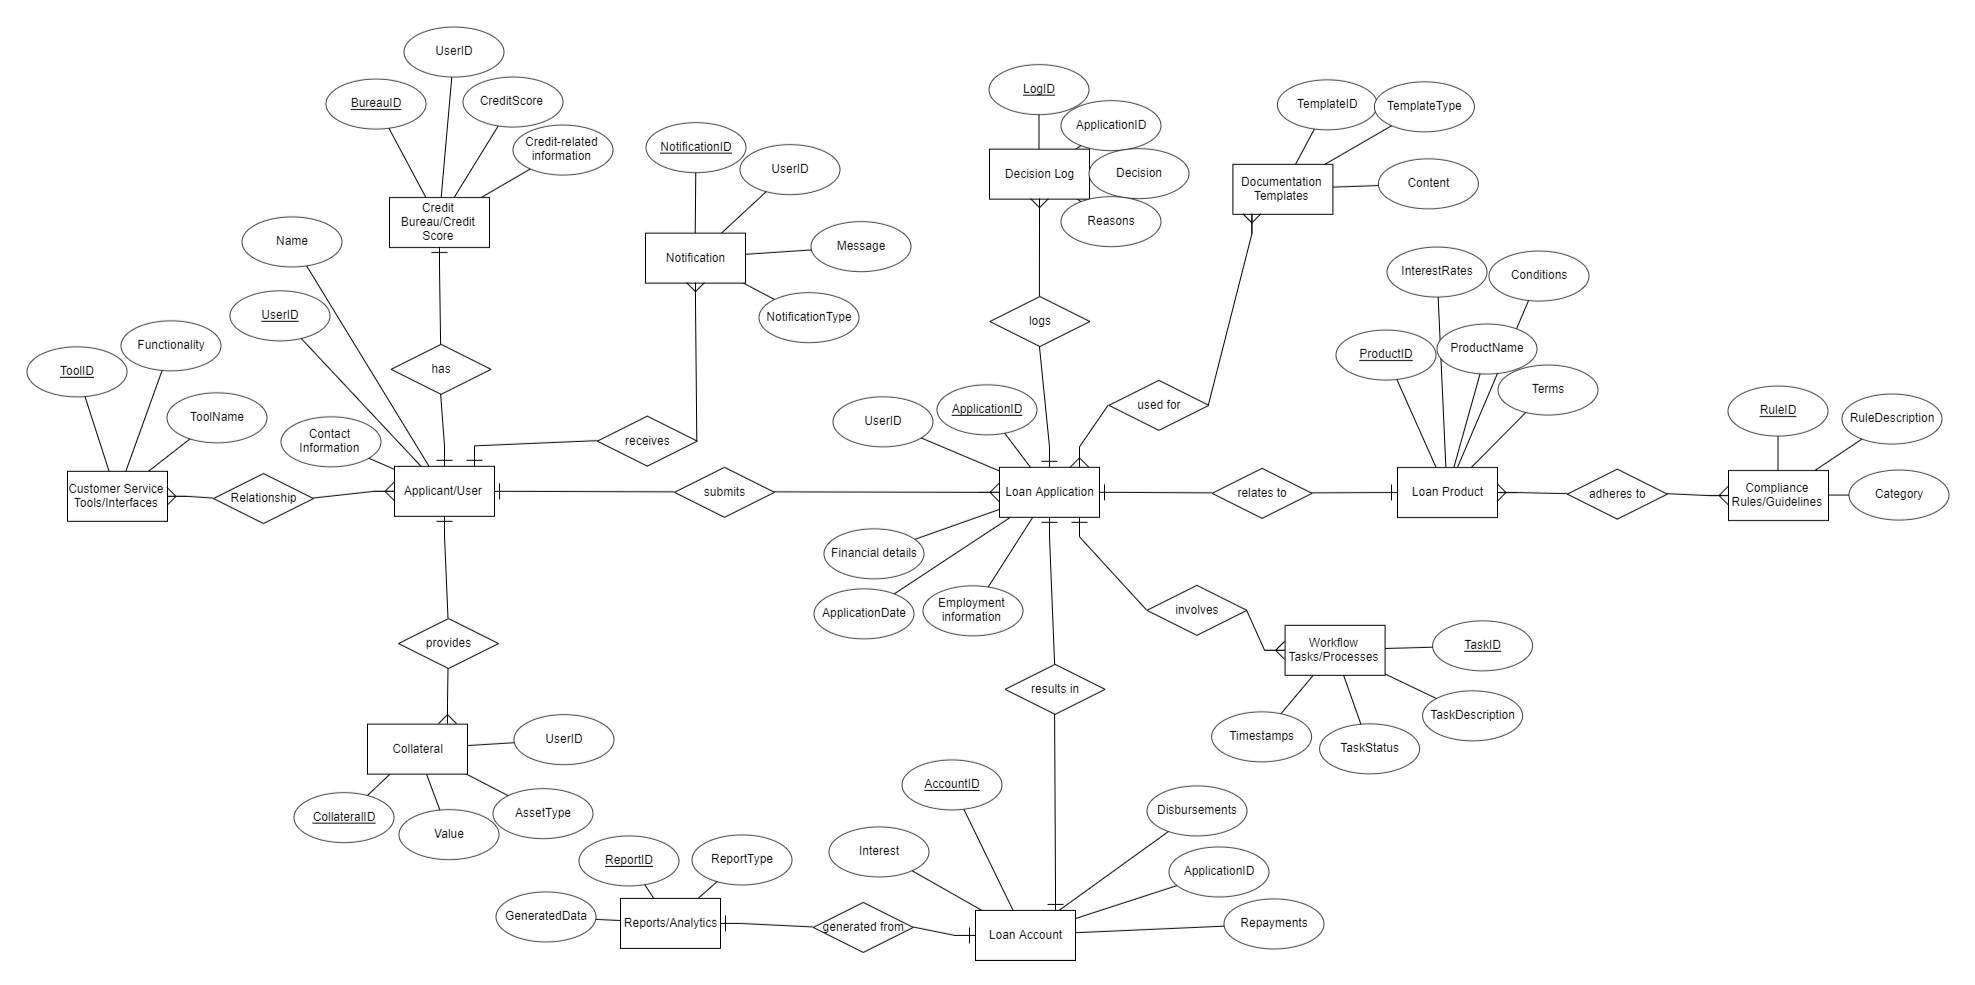 UserID
BureauID
CreditScore
Credit-related
information
Credit
Bureau/Credit
Score
has
Name
UserID
Contact
Information
Applicant/User
ToolID
Functionality
ToolName
Customer Service
Tools/Interfaces
Relationship
NotificationID
UserID
Message
NotificationType
Notification
receives
submits
provides
Collateral
UserID
CollateralID
Value
AssetType
LogID
ApplicationID
Decision
Reasons
Decision Log
logs
TemplateID
TemplateType
Content
Documentation
Templates
used for
UserID
ApplicationID
Loan Application
Financial details
ApplicationDate
Employment
information
relates to
InterestRates
Conditions
ProductID
ProductName
Terms
Loan Product
adheres to
RuleID
RuleDescription
Category
Compliance
Rules/Guidelines
involves
Workflow
Tasks/Processes
TaskID
TaskDescription
TaskStatus
Timestamps
results in
AccountID
Interest
Disbursements
ApplicationID
Repayments
Loan Account
generated from
ReportID
ReportType
GeneratedData
Reports/Analytics